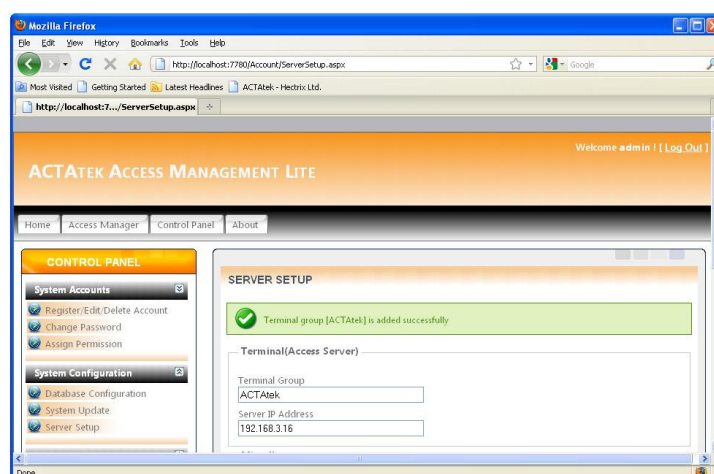 Mozilla Firefox
File Edit View History Bookmarks Tools Help
http://localhost:7780/Account/ServerSetup.aspx
Google
Most Visited Getting Started Latest Headlines ACTAtek - Hectrix Ltd.
http://localhost:7.../ServerSetup.aspx
Welcome admin ! [ Log Out ]
ACTATEK ACCESS MANAGEMENT LITE
Home Access Manager Control Panel About
CONTROL PANEL
System Accounts
Register/Edit/Delete Account
Change Password
Assign Permission
System Configuration
Database Configuration
System Update
Server Setup
SERVER SETUP
Terminal group [ACTAtek] is added successfully
Terminal(Access Server)
Terminal Group
ACTAtek
Server IP Address
192.168.3.16
Done